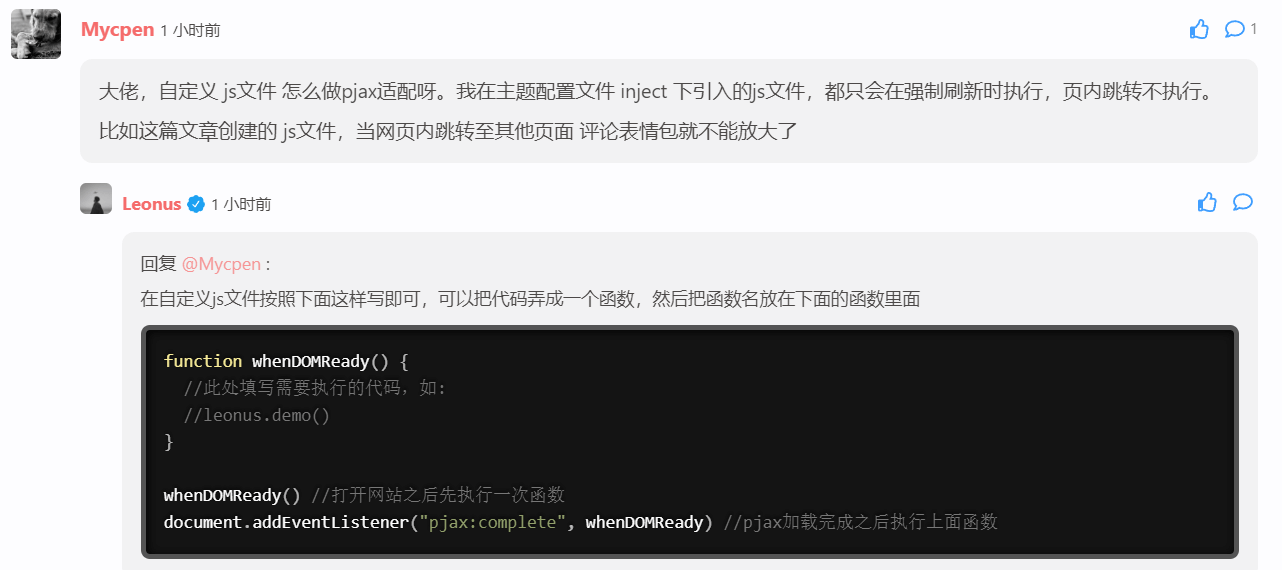 Mycpen 1 小时前
1
大佬，自定义 js文件 怎么做pjax适配呀。我在主题配置文件 inject 下引入的js文件，都只会在强制刷新时执行，页内跳转不执行。
比如这篇文章创建的 js文件，当网页内跳转至其他页面 评论表情包就不能放大了
Leonus 1 小时前
回复 @Mycpen :
在自定义js文件按照下面这样写即可，可以把代码弄成一个函数，然后把函数名放在下面的函数里面
function whenDOMReady() {
  //此处填写需要执行的代码，如:
  //leonus.demo()
}
whenDOMReady() //打开网站之后先执行一次函数
document.addEventListener("pjax:complete", whenDOMReady) //pjax加载完成之后执行上面函数